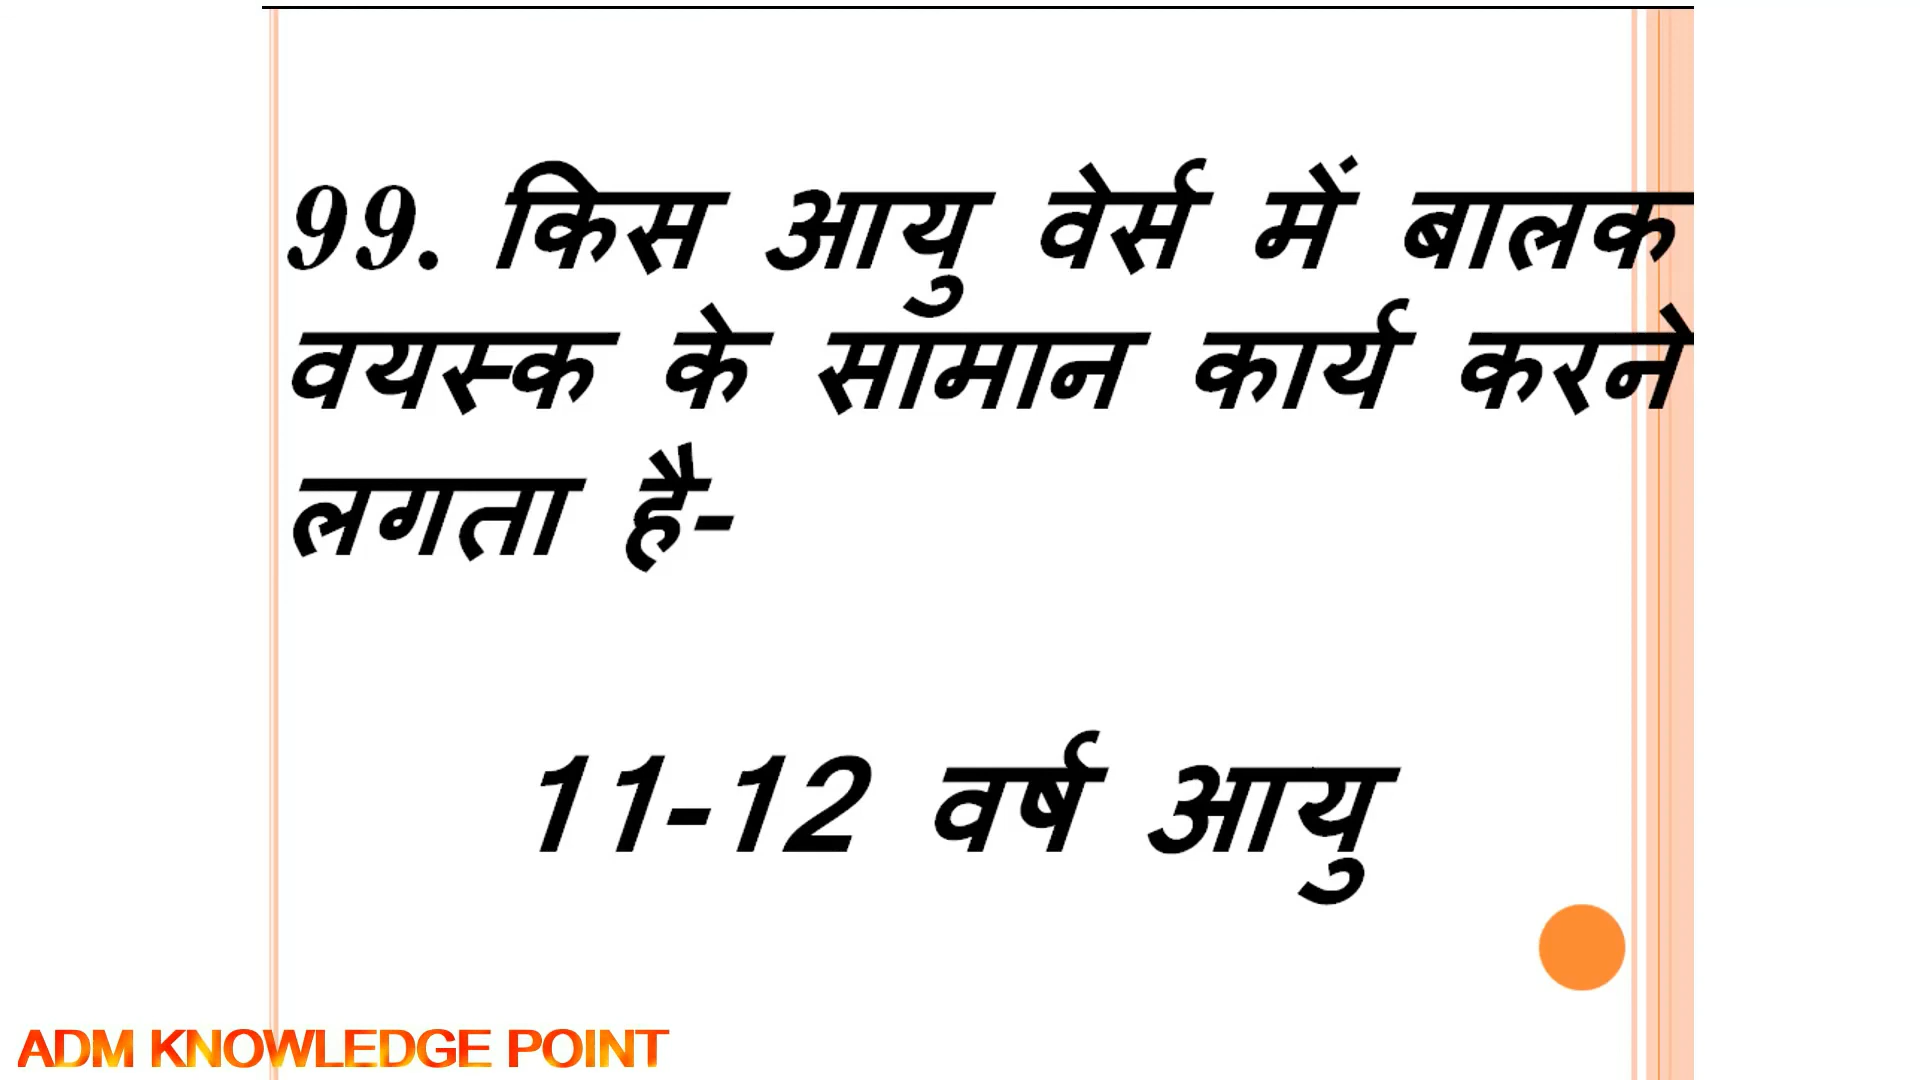 99. किस आयु वेर्स में बालक
वयस्क के सामान कार्य करने
लगता है-
11-12 वर्ष आयु
ADM KNOWLEDGE POINT